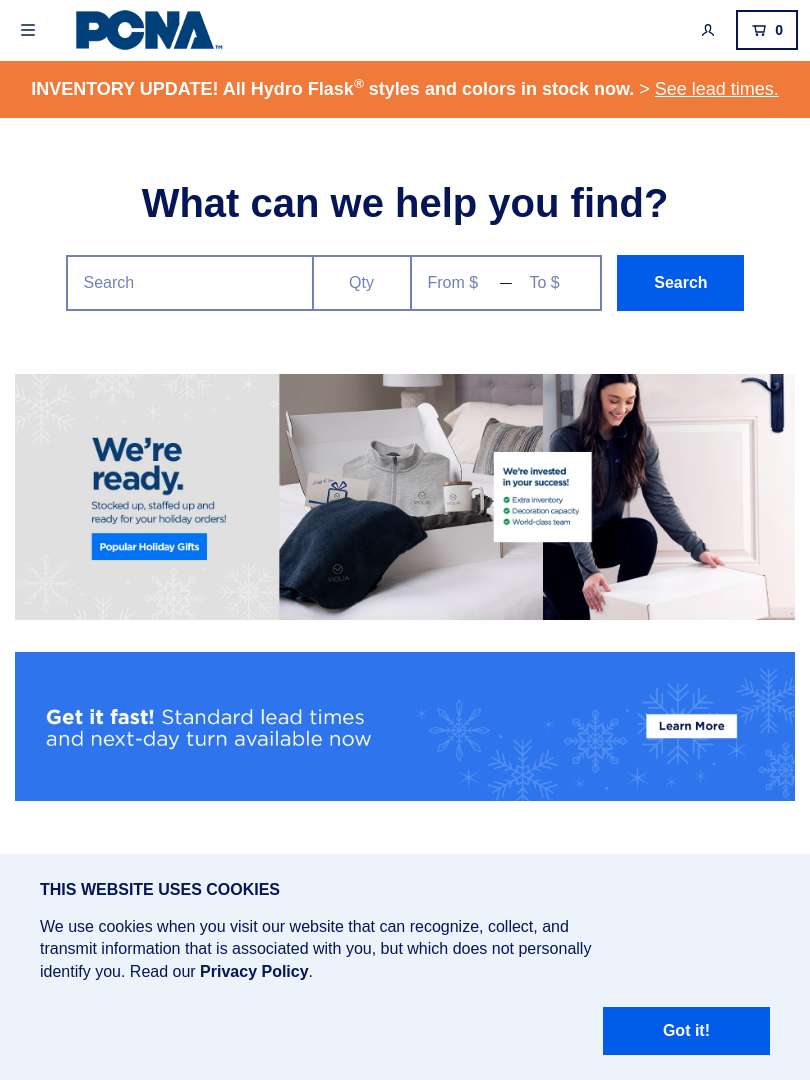 PCNA™
0
INVENTORY UPDATE! All Hydro Flask® styles and colors in stock now. > See lead times.
What can we help you find?
Search
Qty
From $ — To $
Search
We're
ready.
Stocked up, staffed up and
ready for your holiday orders!
Popular Holiday Gifts
VIOLIA
VIOLIA
VIOLIA
We're invested
in your success!
Extra inventory
Decoration capacity
World-class team
Get it fast! Standard lead times
and next-day turn available now
Learn More
THIS WEBSITE USES COOKIES
We use cookies when you visit our website that can recognize, collect, and
transmit information that is associated with you, but which does not personally
identify you. Read our Privacy Policy.
Got it!